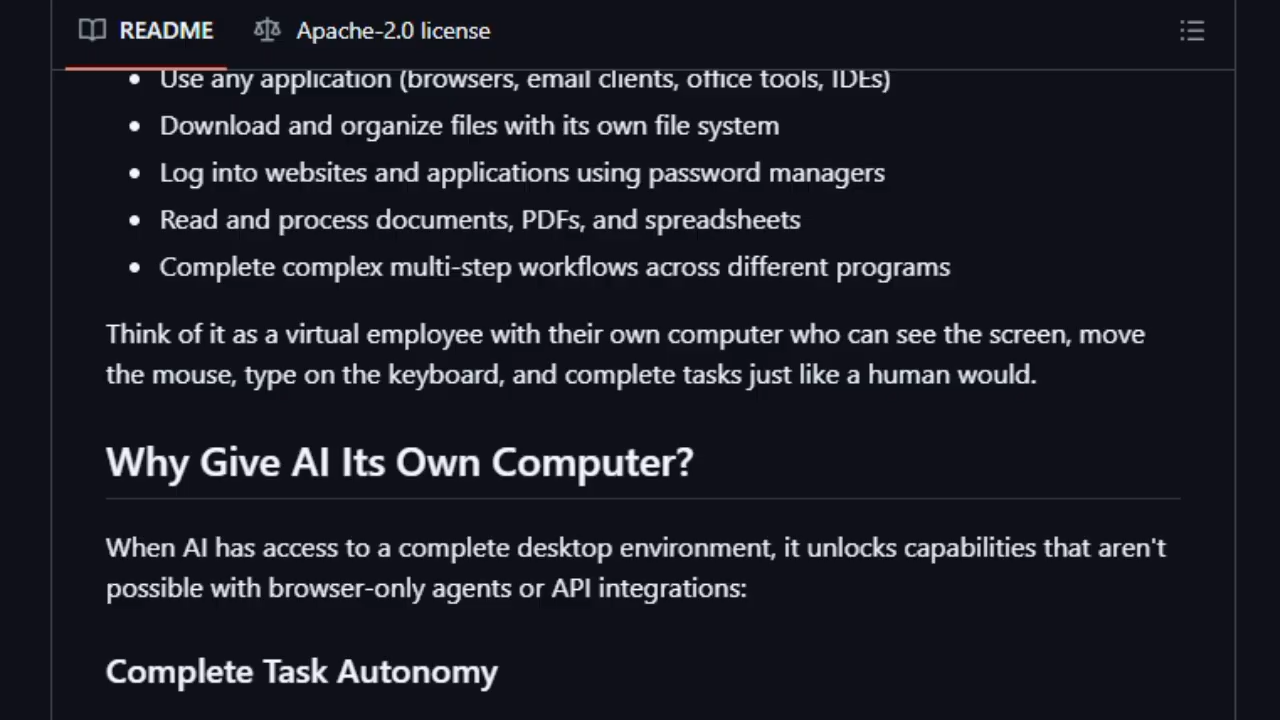 README
Apache-2.0 license
Use any application (browsers, email clients, office tools, IDEs)
Download and organize files with its own file system
Log into websites and applications using password managers
Read and process documents, PDFs, and spreadsheets
Complete complex multi-step workflows across different programs
Think of it as a virtual employee with their own computer who can see the screen, move
the mouse, type on the keyboard, and complete tasks just like a human would.
Why Give AI Its Own Computer?
When AI has access to a complete desktop environment, it unlocks capabilities that aren't
possible with browser-only agents or API integrations:
Complete Task Autonomy